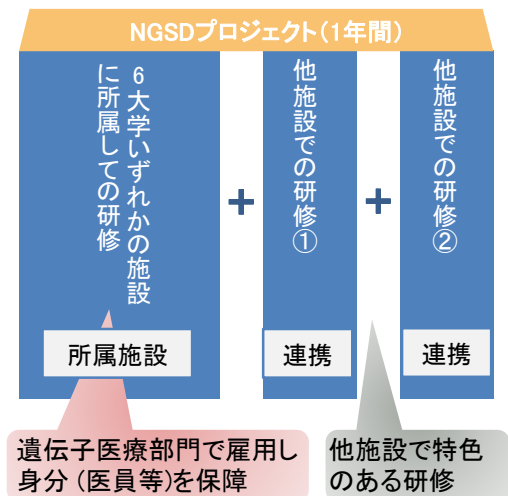 NGSDプロジェクト(1年間)
6大学いずれかの施設
に所属しての研修
所属施設
+
他施設での研修①
連携
+
他施設での研修②
連携
遺伝子医療部門で雇用し
身分(医員等)を保障
他施設で特色
のある研修